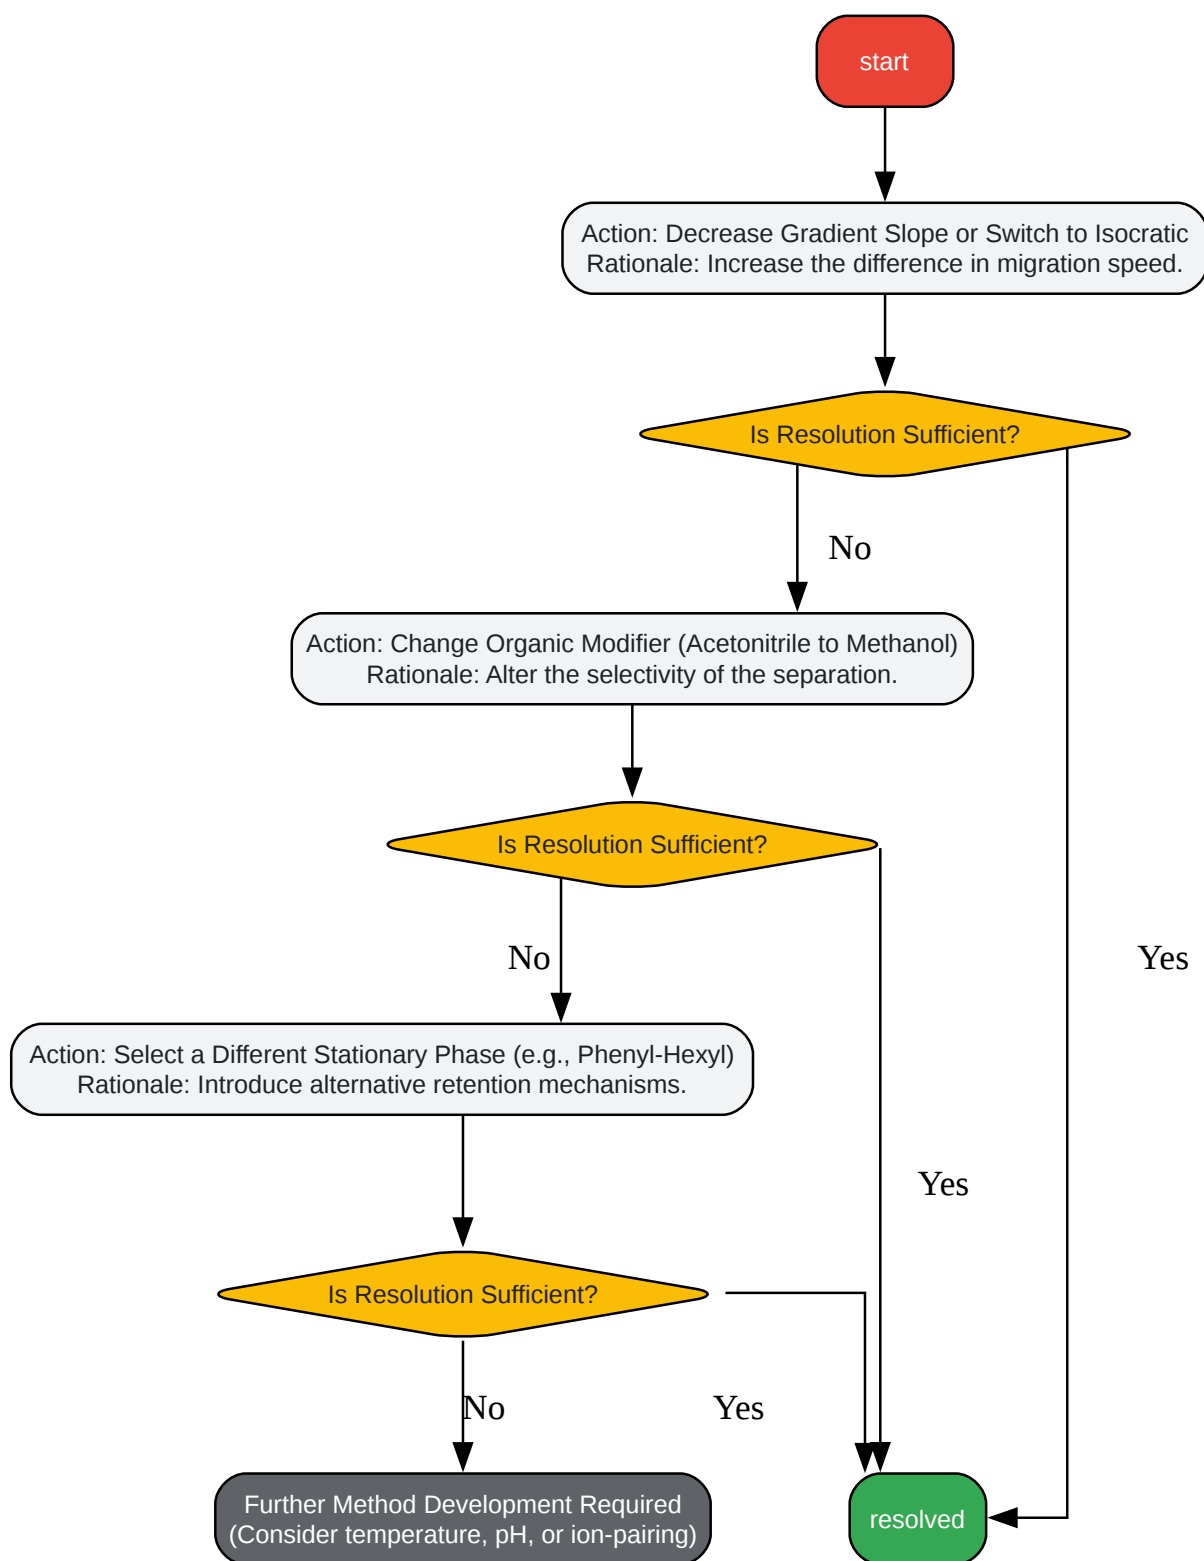 start
Action: Decrease Gradient Slope or Switch to Isocratic
Rationale: Increase the difference in migration speed.
Is Resolution Sufficient?
No
Action: Change Organic Modifier (Acetonitrile to Methanol)
Rationale: Alter the selectivity of the separation.
Is Resolution Sufficient?
No
Yes
Action: Select a Different Stationary Phase (e.g., Phenyl-Hexyl)
Rationale: Introduce alternative retention mechanisms.
Yes
Is Resolution Sufficient?
No
Yes
Further Method Development Required
(Consider temperature, pH, or ion-pairing)
resolved